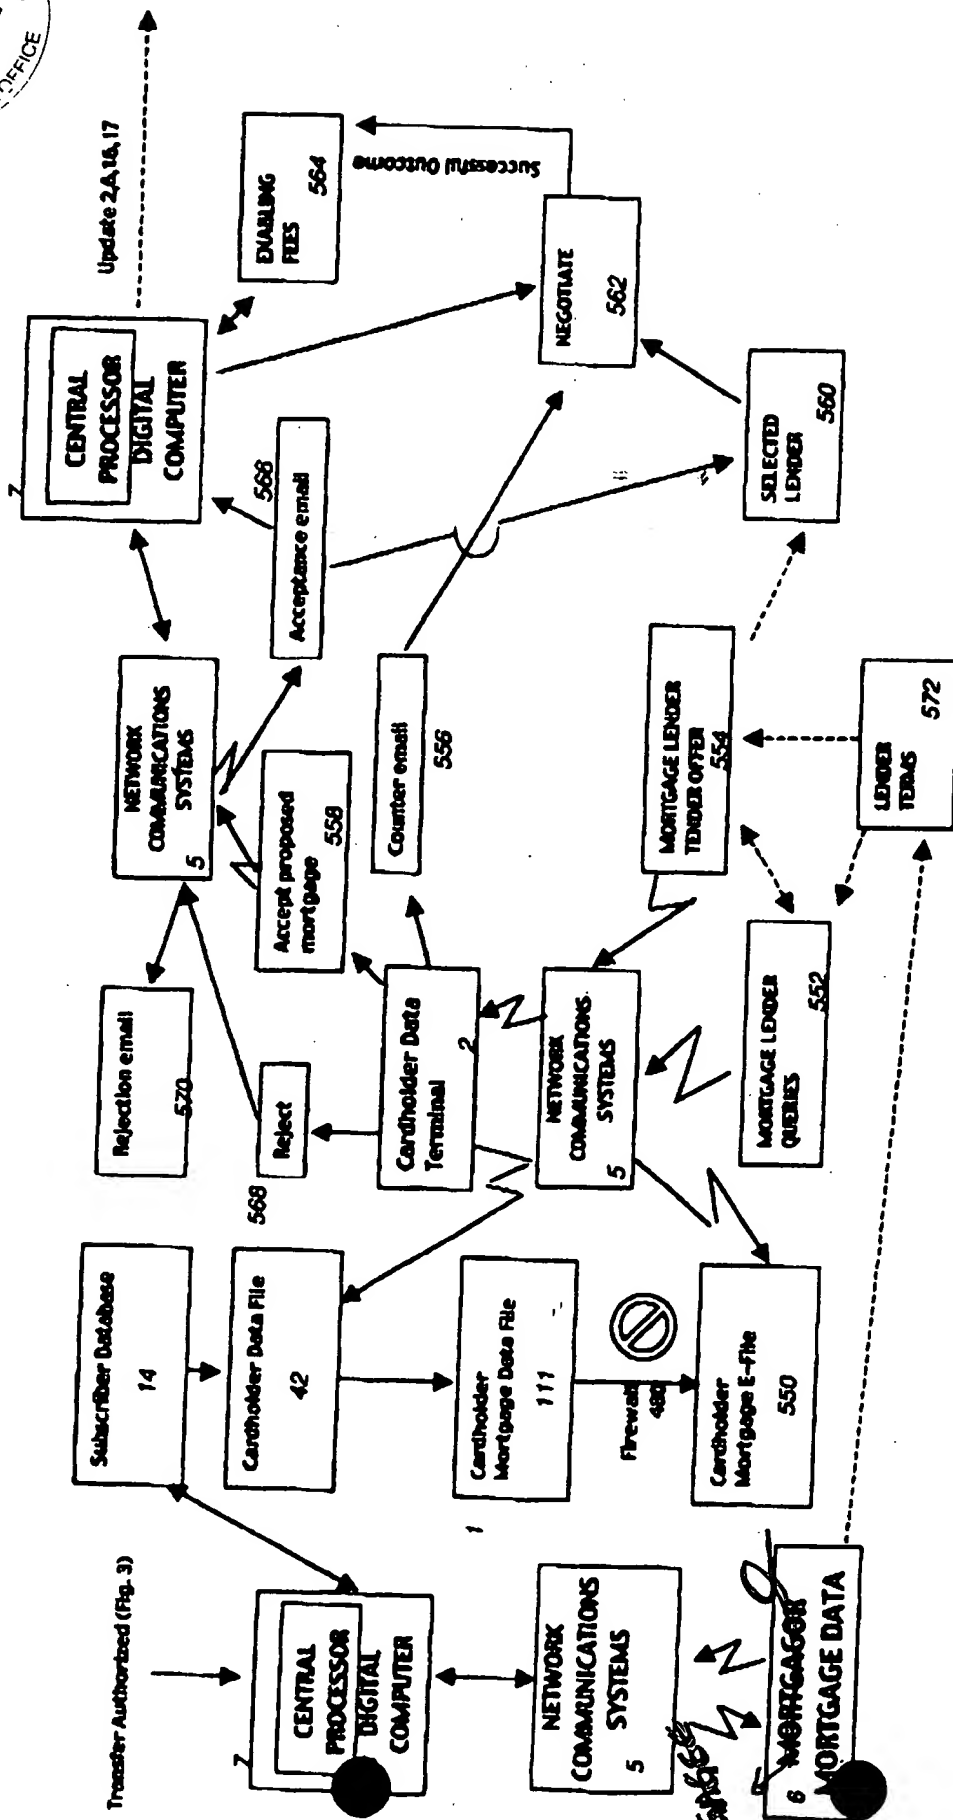 OFFICE
Transfer Authorized (Fig. 3)
7
CENTRAL
PROCESSOR
DIGITAL
COMPUTER
NETWORK
COMMUNICATIONS
SYSTEMS
5
6
MORTGAGOR
MORTGAGE DATA
Subscriber Database
14
Cardholder Data File
42
1
Cardholder
Mortgage Data File
111
Firewall
480
Cardholder
Mortgage E-File
550
Rejection email
570
568
Reject
Cardholder Data
Terminal
2
NETWORK
COMMUNICATIONS
SYSTEMS
5
MORTGAGE LENDER
QUERIES
552
NETWORK
COMMUNICATIONS
SYSTEMS
5
Accept proposed
mortgage
558
Counter email
556
MORTGAGE LENDER
TENDER OFFER
554
LENDER
TERMS
572
7
CENTRAL
PROCESSOR
DIGITAL
COMPUTER
566
Acceptance email
SELECTED
LENDER
560
Update 2,4,16,17
ENABLING
FEES
564
Successful Outcome
NEGOTIATE
562